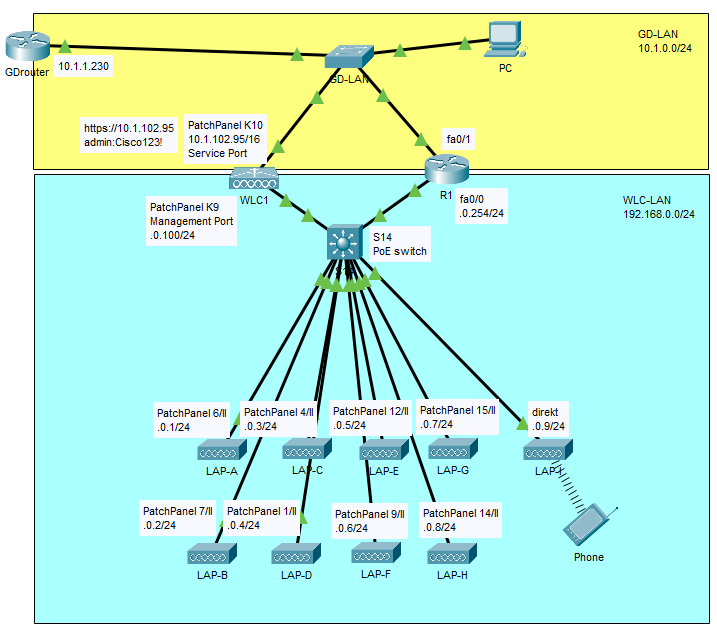 GD-LAN
10.1.0.0/24
GDrouter
10.1.1.230
GD-LAN
PC
https://10.1.102.95
admin:Cisco123!
PatchPanel K10
10.1.102.95/16
Service Port
fa0/1
WLC1
R1
fa0/0
.0.254/24
WLC-LAN
192.168.0.0/24
PatchPanel K9
Management Port
.0.100/24
S14
PoE switch
S14
PatchPanel 6/II
.0.1/24
PatchPanel 4/II
.0.3/24
PatchPanel 12/II
.0.5/24
PatchPanel 15/II
.0.7/24
direkt
.0.9/24
LAP-A
LAP-C
LAP-E
LAP-G
LAP-I
PatchPanel 7/II
.0.2/24
PatchPanel 1/II
.0.4/24
PatchPanel 9/II
.0.6/24
PatchPanel 14/II
.0.8/24
LAP-B
LAP-D
LAP-F
LAP-H
Phone